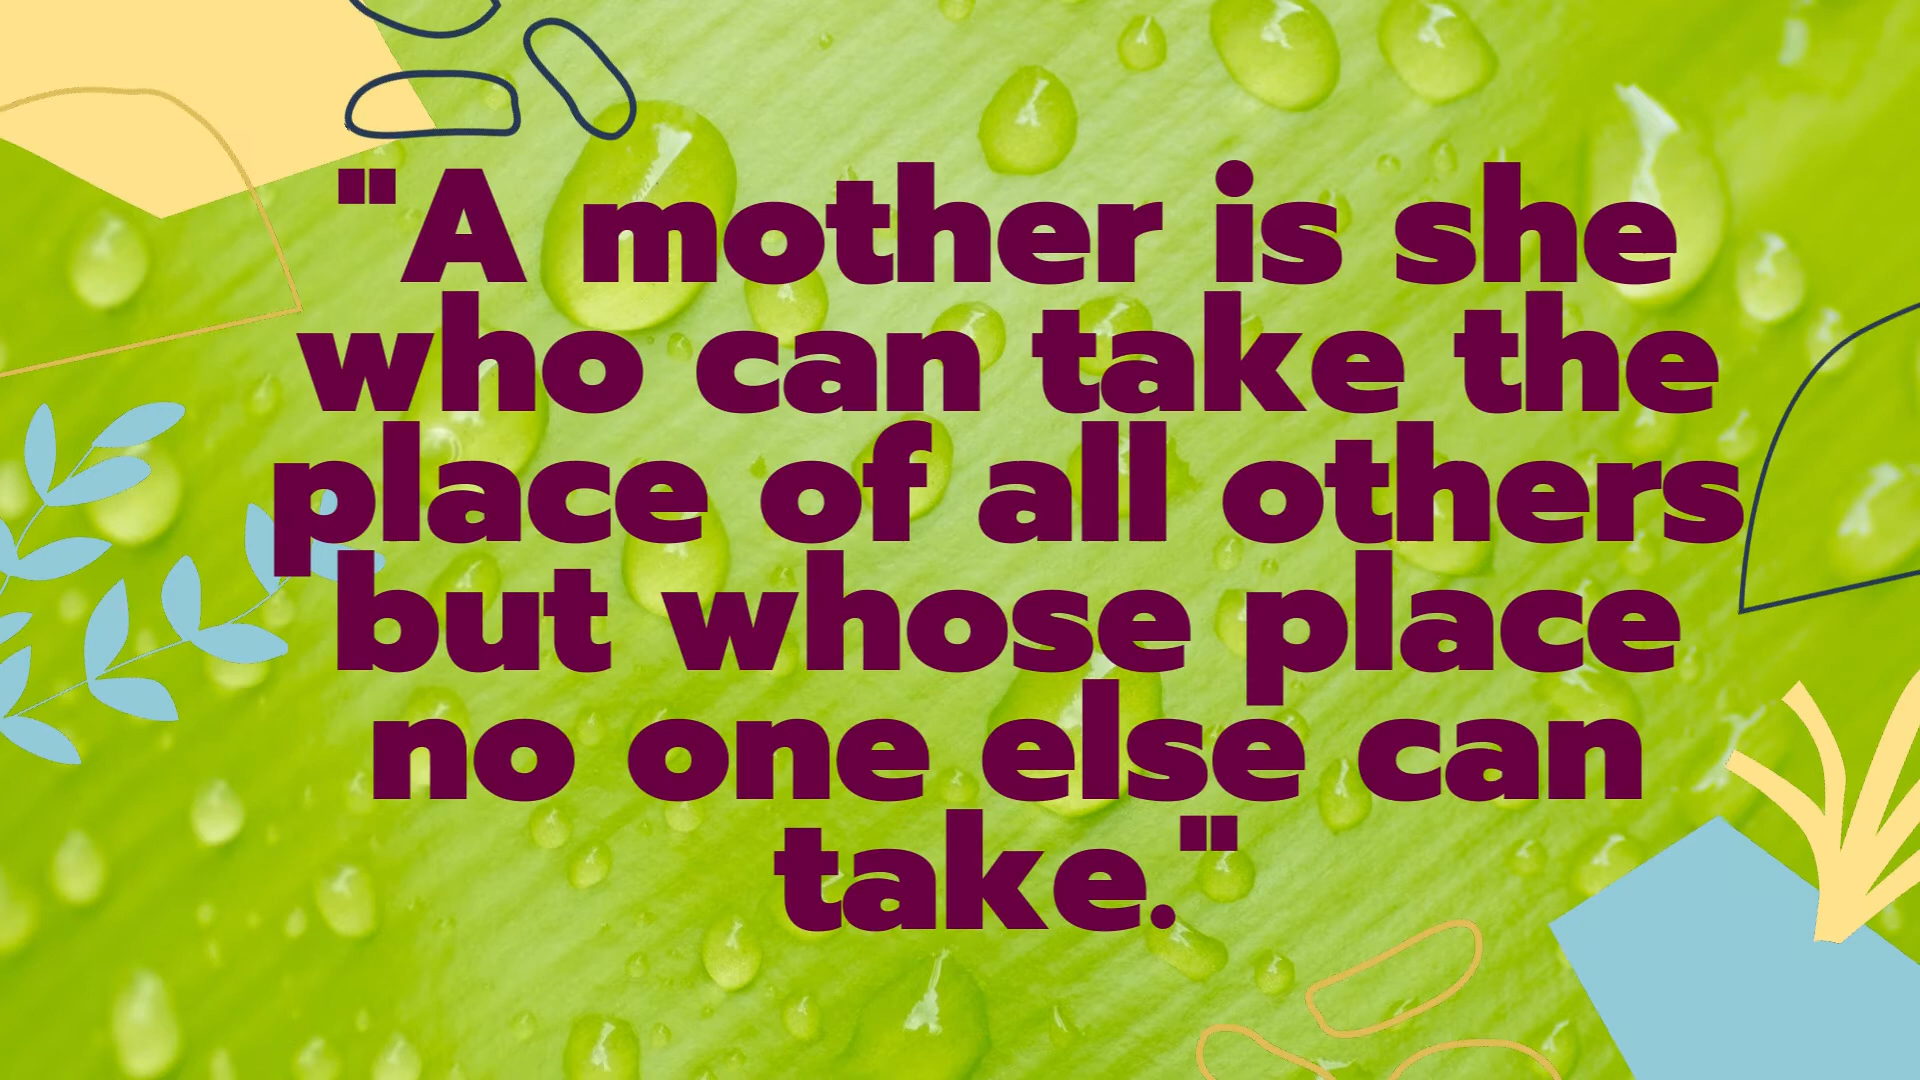 "A mother is she
who can take the
place of all others
but whose place
no one else can
take."